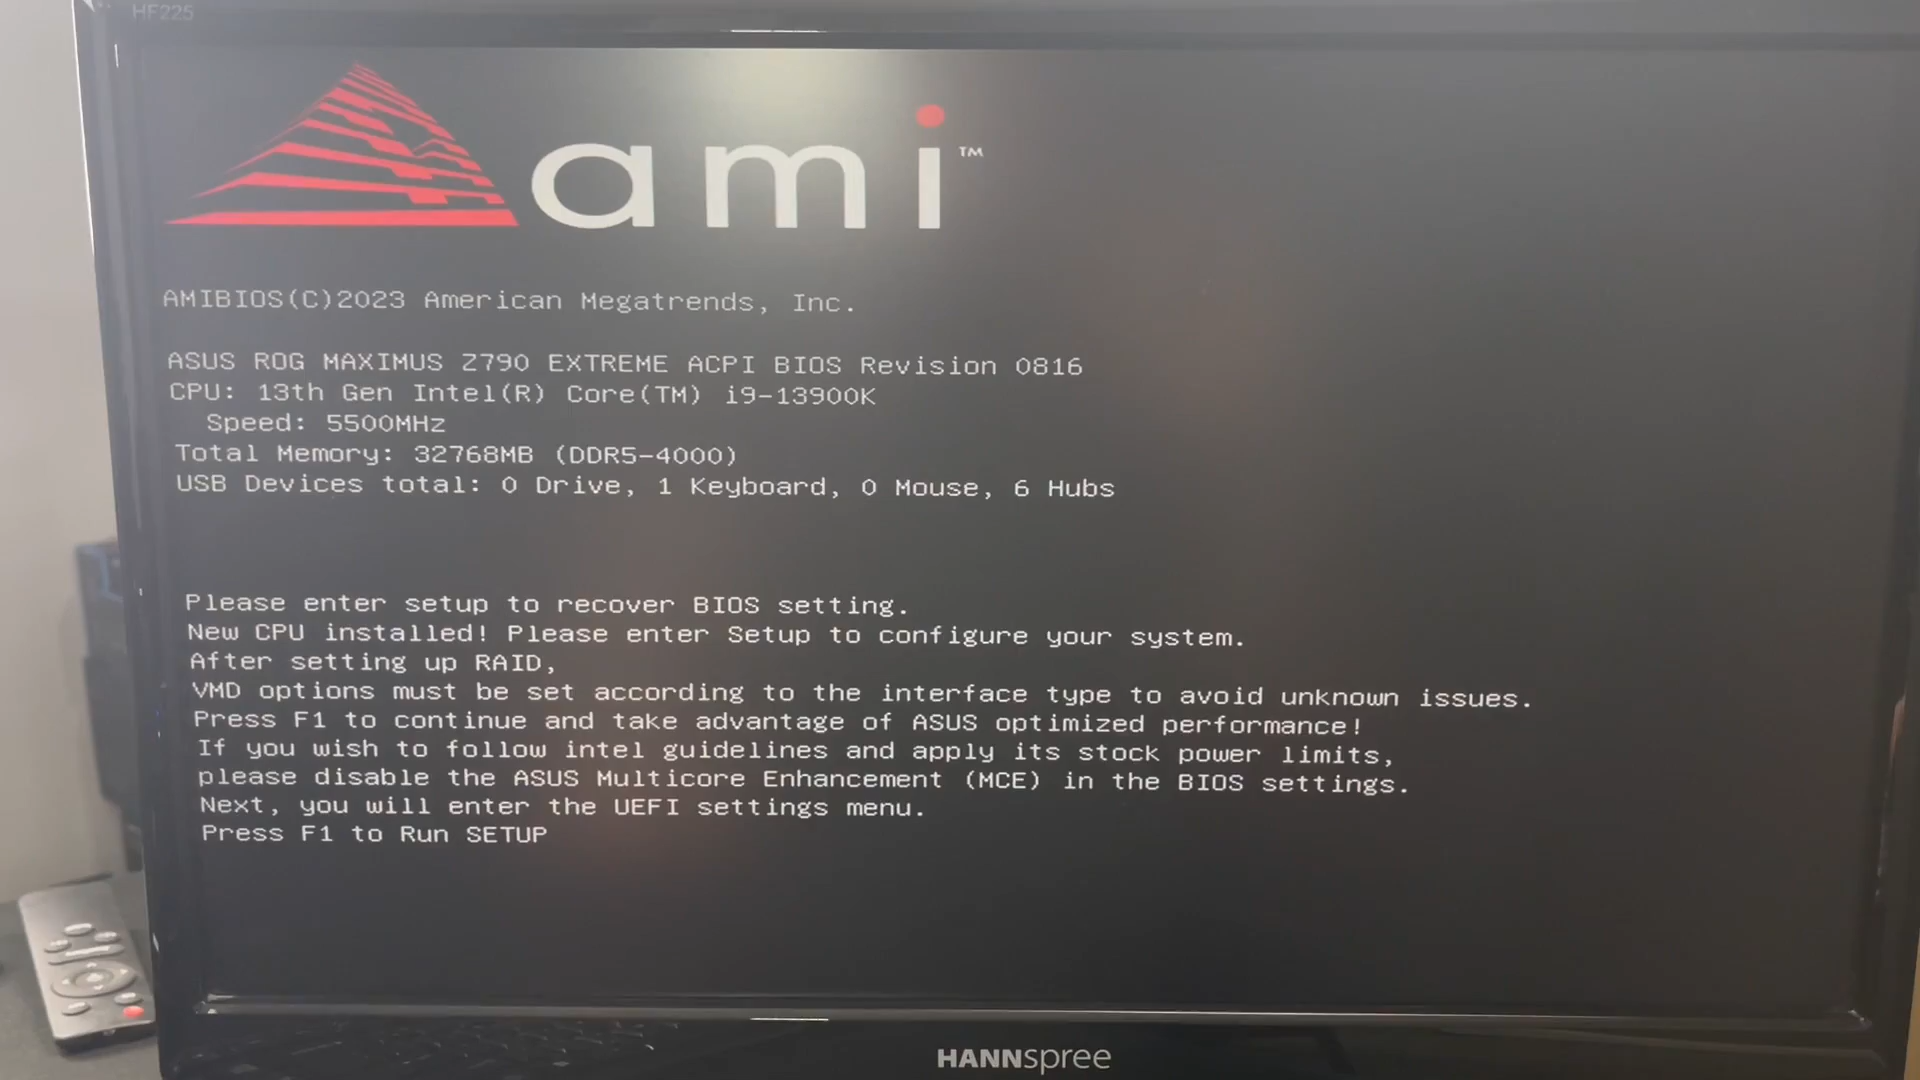 HF225
ami™
AMIBIOS(C)2023 American Megatrends, Inc.
ASUS ROG MAXIMUS Z790 EXTREME ACPI BIOS Revision 0816
CPU: 13th Gen Intel(R) Core(TM) i9-13900K
Speed: 5500MHz
Total Memory: 32768MB (DDR5-4000)
USB Devices total: 0 Drive, 1 Keyboard, 0 Mouse, 6 Hubs
Please enter setup to recover BIOS setting.
New CPU installed! Please enter Setup to configure your system.
After setting up RAID,
VMD options must be set according to the interface type to avoid unknown issues.
Press F1 to continue and take advantage of ASUS optimized performance!
If you wish to follow intel guidelines and apply its stock power limits,
please disable the ASUS Multicore Enhancement (MCE) in the BIOS settings.
Next, you will enter the UEFI settings menu.
Press F1 to Run SETUP
HANNspree